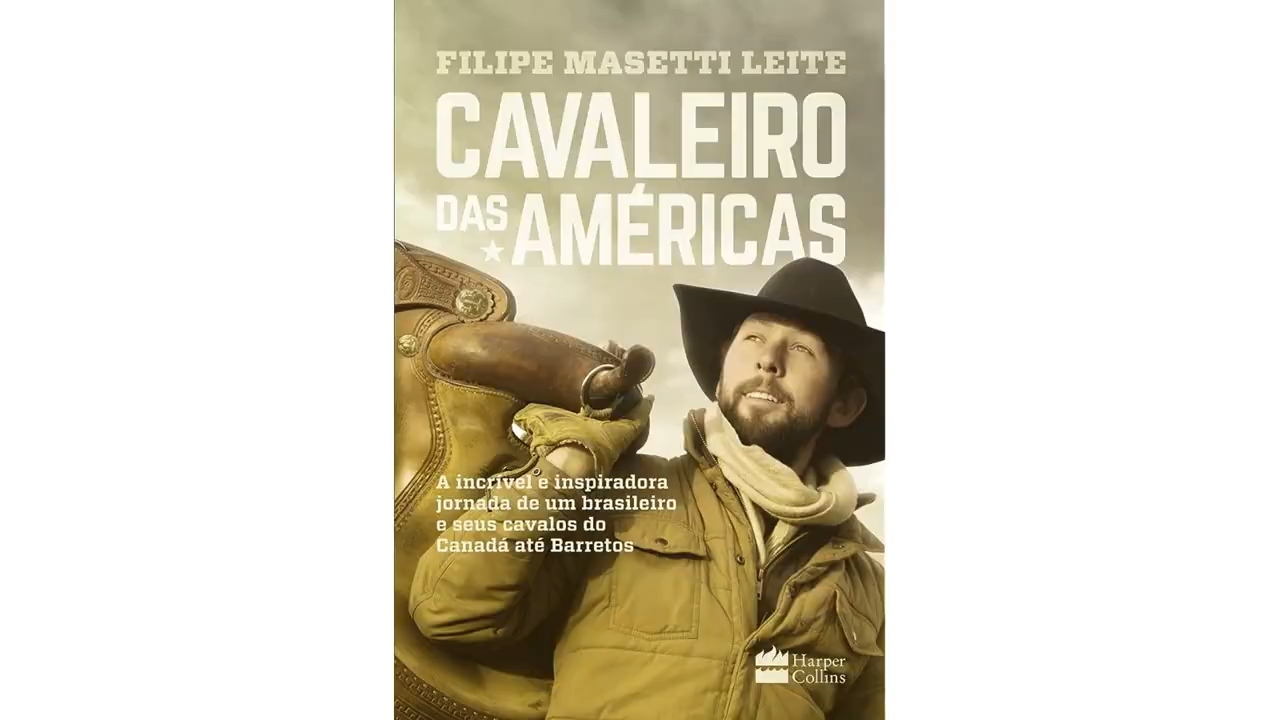 FILIPE MASETTI LEITE
CAVALEIRO
DAS AMÉRICAS
A incrível e inspiradora
jornada de um brasileiro
e seus cavalos do
Canadá até Barretos
Harper
Collins